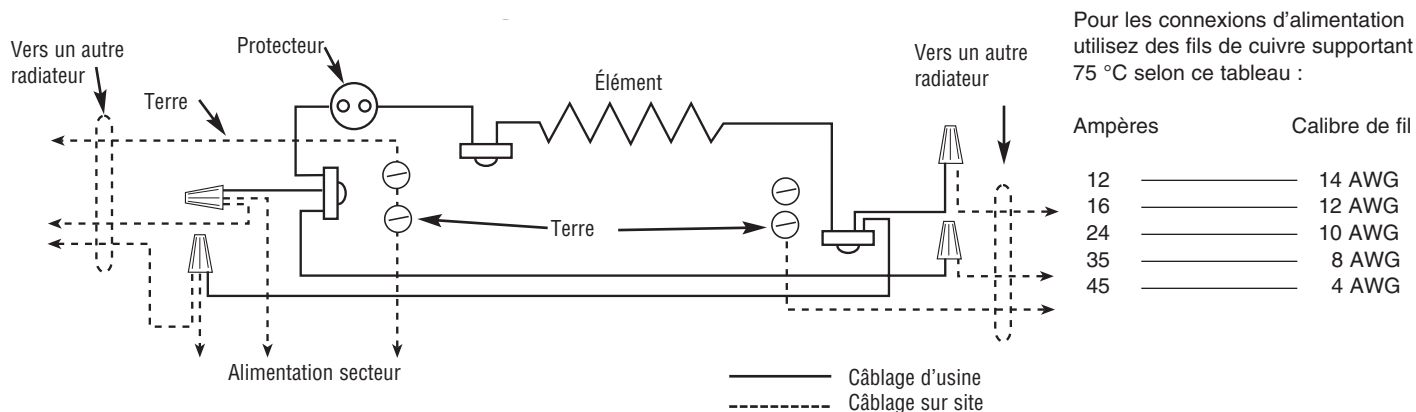 Vers un autre
radiateur
Protecteur
Terre
Élément
Vers un autre
radiateur
Terre
Alimentation secteur
Câblage d'usine
Câblage sur site
Pour les connexions d'alimentation
utilisez des fils de cuivre supportant
75 °C selon ce tableau :
Ampères Calibre de fil
12 14 AWG
16 12 AWG
24 10 AWG
35 8 AWG
45 4 AWG